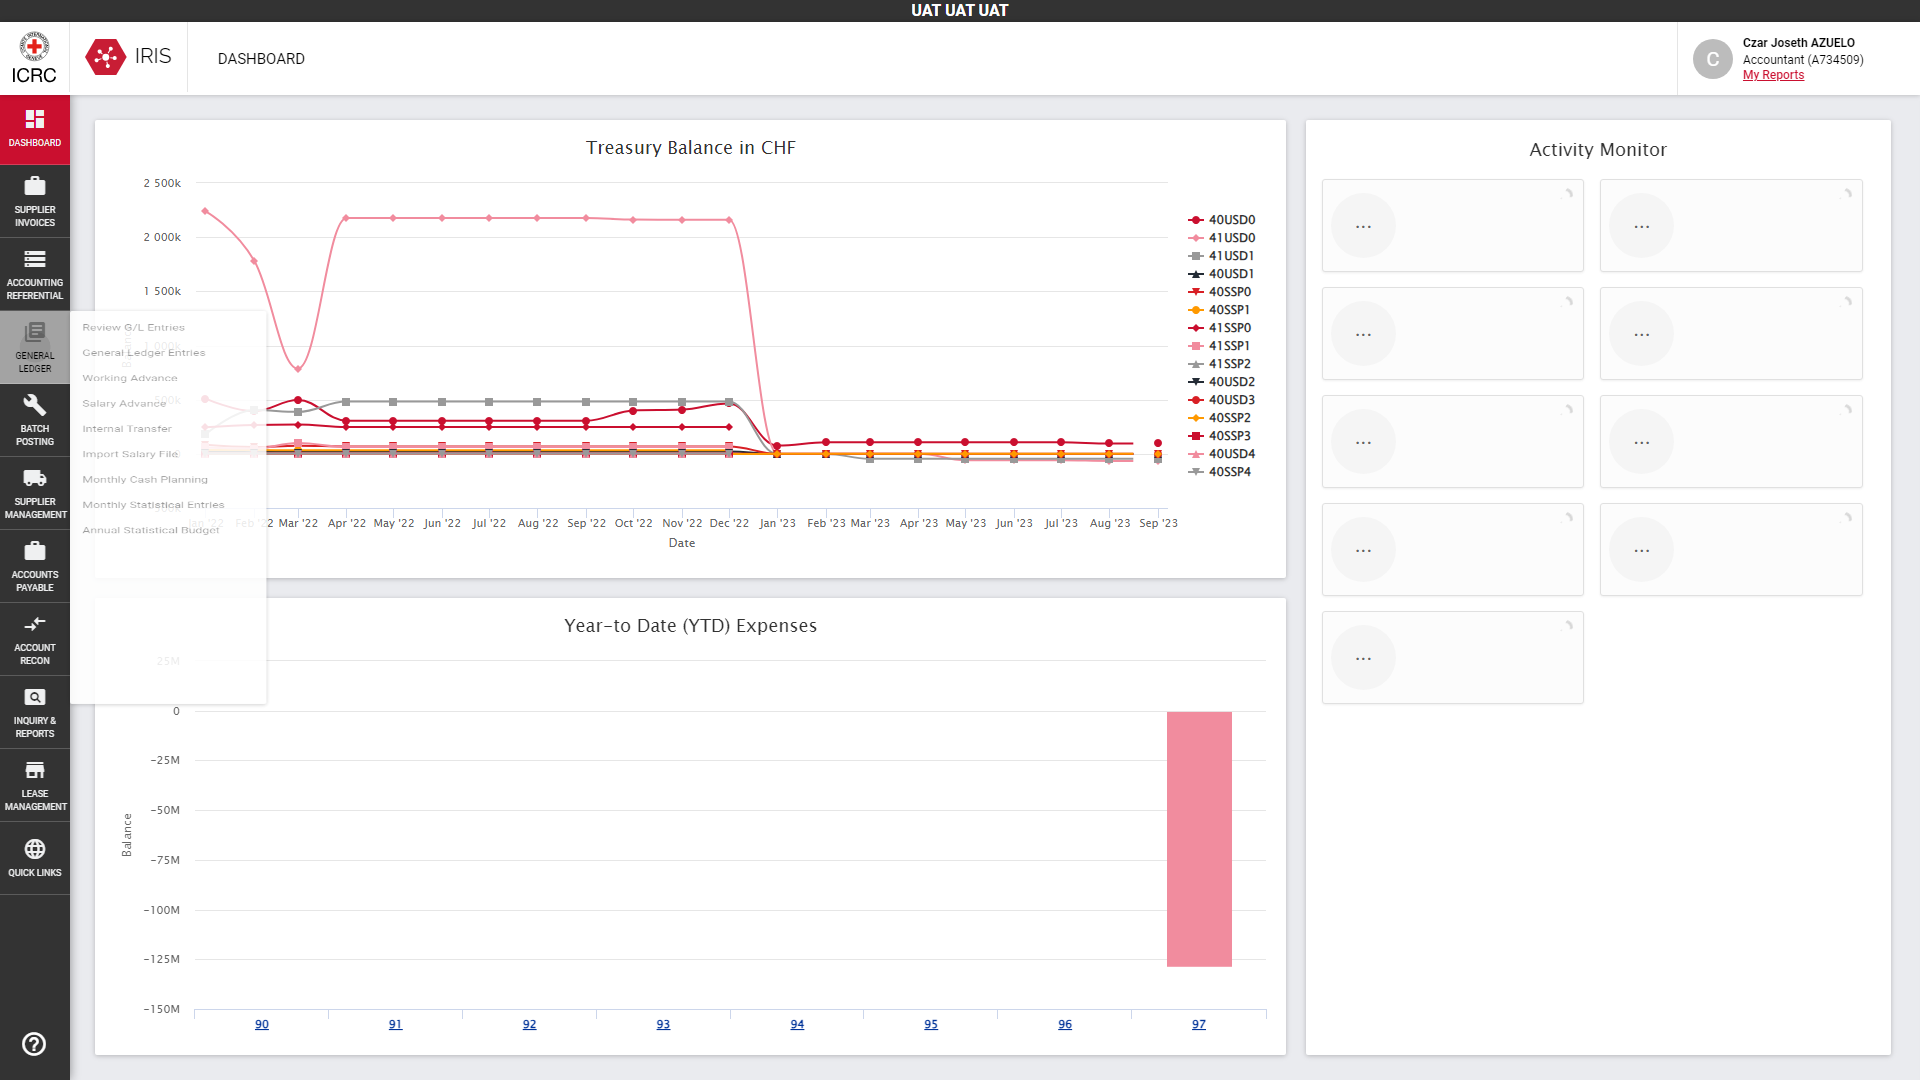 UAT UAT UAT
ICRC
IRIS
DASHBOARD
C
Czar Joseth AZUELO
Accountant (A734509)
My Reports
DASHBOARD
SUPPLIER
INVOICES
ACCOUNTING
REFERENTIAL
GENERAL
LEDGER
BATCH
POSTING
SUPPLIER
MANAGEMENT
ACCOUNTS
PAYABLE
ACCOUNT
RECON
INQUIRY &
REPORTS
LEASE
MANAGEMENT
QUICK LINKS
Review G/L Entries
General Ledger Entries
Working Advance
Salary Advance
Internal Transfer
Import Salary File
Monthly Cash Planning
Monthly Statistical Entries
Annual Statistical Budget
Treasury Balance in CHF
2 500k
2 000k
1 500k
1 000k
500k
Jan '22 Feb '22 Mar '22 Apr '22 May '22 Jun '22 Jul '22 Aug '22 Sep '22 Oct '22 Nov '22 Dec '22 Jan '23 Feb '23 Mar '23 Apr '23 May '23 Jun '23 Jul '23 Aug '23 Sep '23
Date
40USD0
41USD0
41USD1
40USD1
40SSP0
40SSP1
41SSP0
41SSP1
41SSP2
40USD2
40USD3
40SSP2
40SSP3
40USD4
40SSP4
Year-to Date (YTD) Expenses
25M
0
-25M
-50M
-75M
-100M
-125M
-150M
Balance
90 91 92 93 94 95 96 97
Activity Monitor
... ...
... ...
... ...
... ...
...